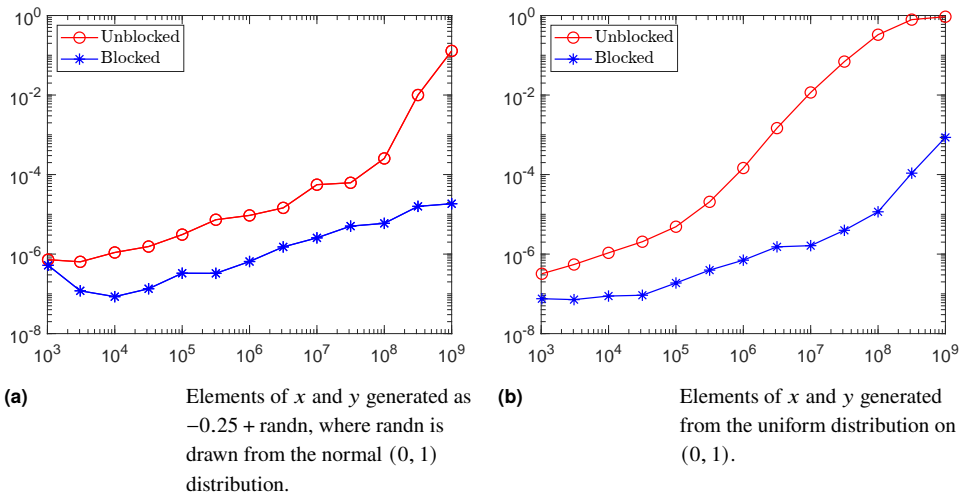 10^0
10^-2
10^-4
10^-6
10^-8
Unblocked
Blocked
10^3 10^4 10^5 10^6 10^7 10^8 10^9
(a) Elements of x and y generated as
−0.25 + randn, where randn is
drawn from the normal (0, 1)
distribution.
10^0
10^-2
10^-4
10^-6
10^-8
Unblocked
Blocked
10^3 10^4 10^5 10^6 10^7 10^8 10^9
(b) Elements of x and y generated
from the uniform distribution on
(0, 1).